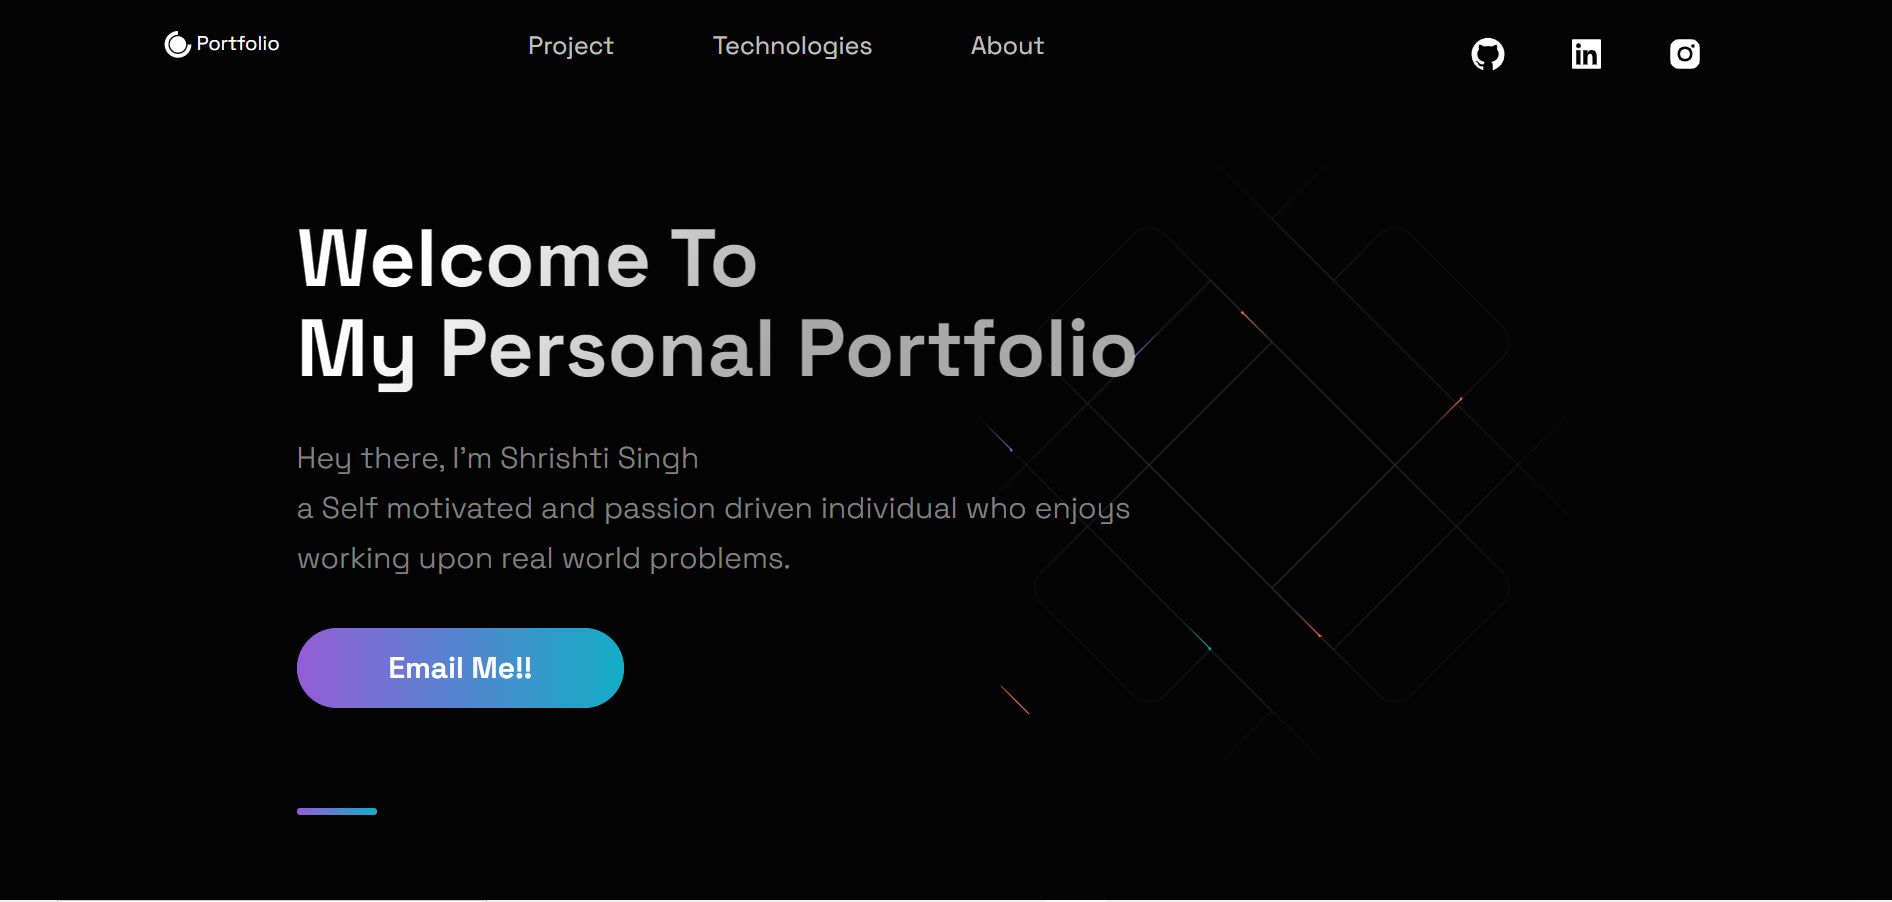 Portfolio
Project
Technologies
About
Welcome To
My Personal Portfolio
Hey there, I'm Shrishti Singh
a Self motivated and passion driven individual who enjoys
working upon real world problems.
Email Me!!